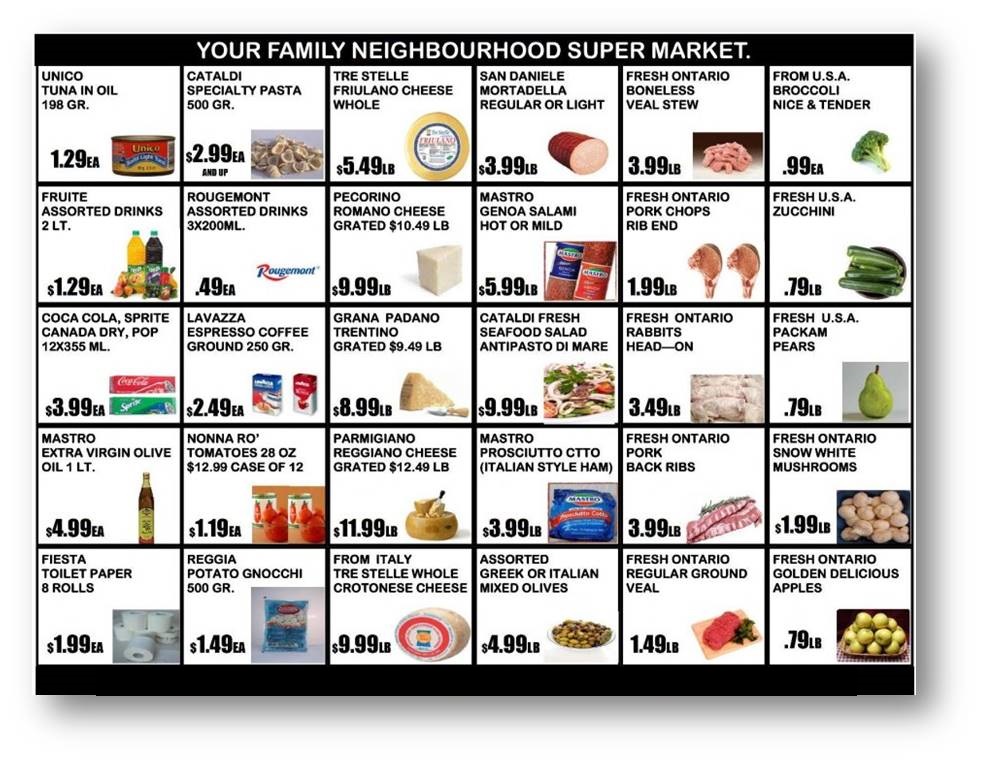 YOUR FAMILY NEIGHBOURHOOD SUPER MARKET.
UNICO
TUNA IN OIL
198 GR.
1.29EA
Unico
CATALDI
SPECIALTY PASTA
500 GR.
$2.99EA
AND UP
TRE STELLE
FRIULANO CHEESE
WHOLE
$5.49LB
FRIULANO
SAN DANIELE
MORTADELLA
REGULAR OR LIGHT
$3.99LB
FRESH ONTARIO
BONELESS
VEAL STEW
3.99LB
FROM U.S.A.
BROCCOLI
NICE & TENDER
.99EA
FRUITE
ASSORTED DRINKS
2 LT.
$1.29EA
ROUGEMONT
ASSORTED DRINKS
3X200ML.
.49EA
Rougemont
PECORINO
ROMANO CHEESE
GRATED $10.49 LB
$9.99LB
MASTRO
GENOA SALAMI
HOT OR MILD
$5.99LB
MASTRO
MASTRO
FRESH ONTARIO
PORK CHOPS
RIB END
1.99LB
FRESH U.S.A.
ZUCCHINI
.79LB
COCA COLA, SPRITE
CANADA DRY, POP
12X355 ML.
$3.99EA
Coca-Cola
Sprite
LAVAZZA
ESPRESSO COFFEE
GROUND 250 GR.
$2.49EA
LAVAZZA
GRANA PADANO
TRENTINO
GRATED $9.49 LB
$8.99LB
CATALDI FRESH
SEAFOOD SALAD
ANTIPASTO DI MARE
$9.99LB
FRESH ONTARIO
RABBITS
HEAD—ON
3.49LB
FRESH U.S.A.
PACKAM
PEARS
.79LB
MASTRO
EXTRA VIRGIN OLIVE
OIL 1 LT.
$4.99EA
NONNA RO'
TOMATOES 28 OZ
$12.99 CASE OF 12
$1.19EA
PARMIGIANO
REGGIANO CHEESE
GRATED $12.49 LB
$11.99LB
MASTRO
PROSCIUTTO CTTO
(ITALIAN STYLE HAM)
$3.99LB
MASTRO
Prosciutto Cotto
FRESH ONTARIO
PORK
BACK RIBS
3.99LB
FRESH ONTARIO
SNOW WHITE
MUSHROOMS
$1.99LB
FIESTA
TOILET PAPER
8 ROLLS
$1.99EA
REGGIA
POTATO GNOCCHI
500 GR.
$1.49EA
FROM ITALY
TRE STELLE WHOLE
CROTONESE CHEESE
$9.99LB
ASSORTED
GREEK OR ITALIAN
MIXED OLIVES
$4.99LB
FRESH ONTARIO
REGULAR GROUND
VEAL
1.49LB
FRESH ONTARIO
GOLDEN DELICIOUS
APPLES
.79LB